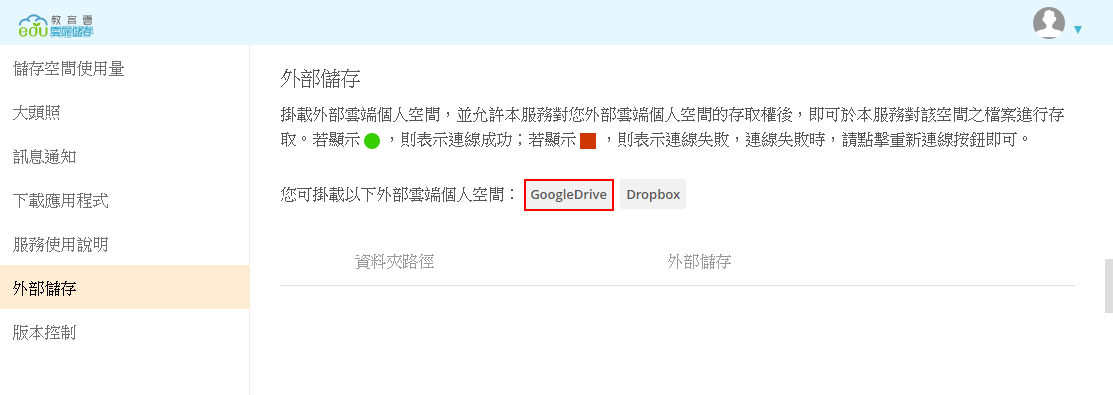 教育雲
edu 雲端儲存
儲存空間使用量
大頭照
訊息通知
下載應用程式
服務使用說明
外部儲存
版本控制
外部儲存
掛載外部雲端個人空間，並允許本服務對您外部雲端個人空間的存取權後，即可於本服務對該空間之檔案進行存
取。若顯示 ，則表示連線成功；若顯示 ，則表示連線失敗，連線失敗時，請點擊重新連線按鈕即可。
您可掛載以下外部雲端個人空間： GoogleDrive Dropbox
資料夾路徑 外部儲存